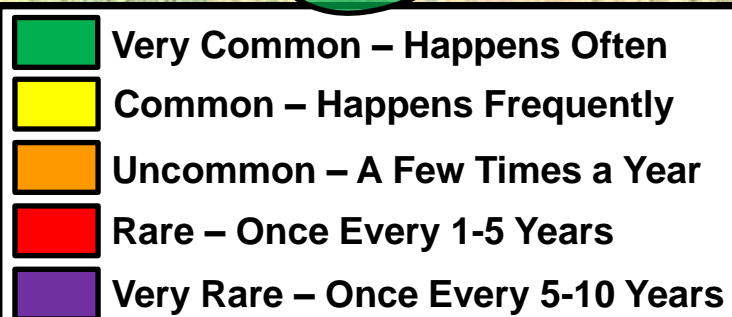 Very Common – Happens Often
Common – Happens Frequently
Uncommon – A Few Times a Year
Rare – Once Every 1-5 Years
Very Rare – Once Every 5-10 Years